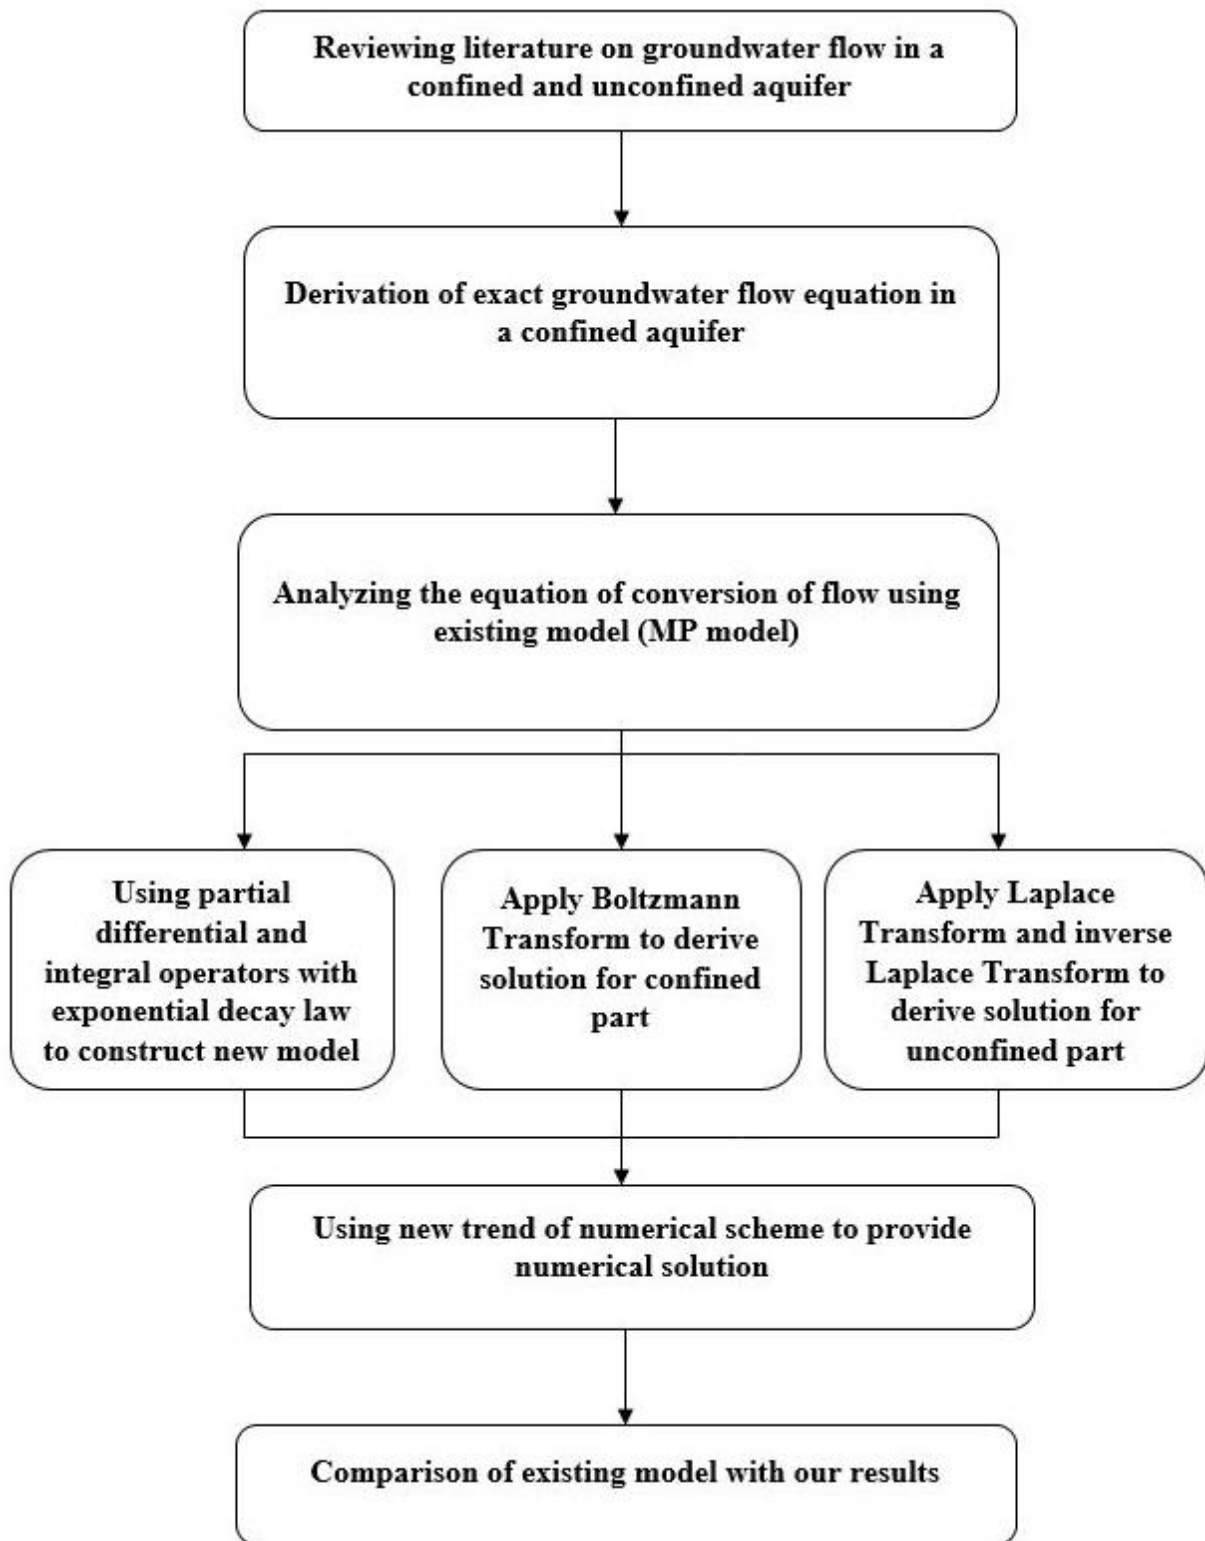 Reviewing literature on groundwater flow in a
confined and unconfined aquifer
Derivation of exact groundwater flow equation in
a confined aquifer
Analyzing the equation of conversion of flow using
existing model (MP model)
Using partial
differential and
integral operators with
exponential decay law
to construct new model
Apply Boltzmann
Transform to derive
solution for confined
part
Apply Laplace
Transform and inverse
Laplace Transform to
derive solution for
unconfined part
Using new trend of numerical scheme to provide
numerical solution
Comparison of existing model with our results